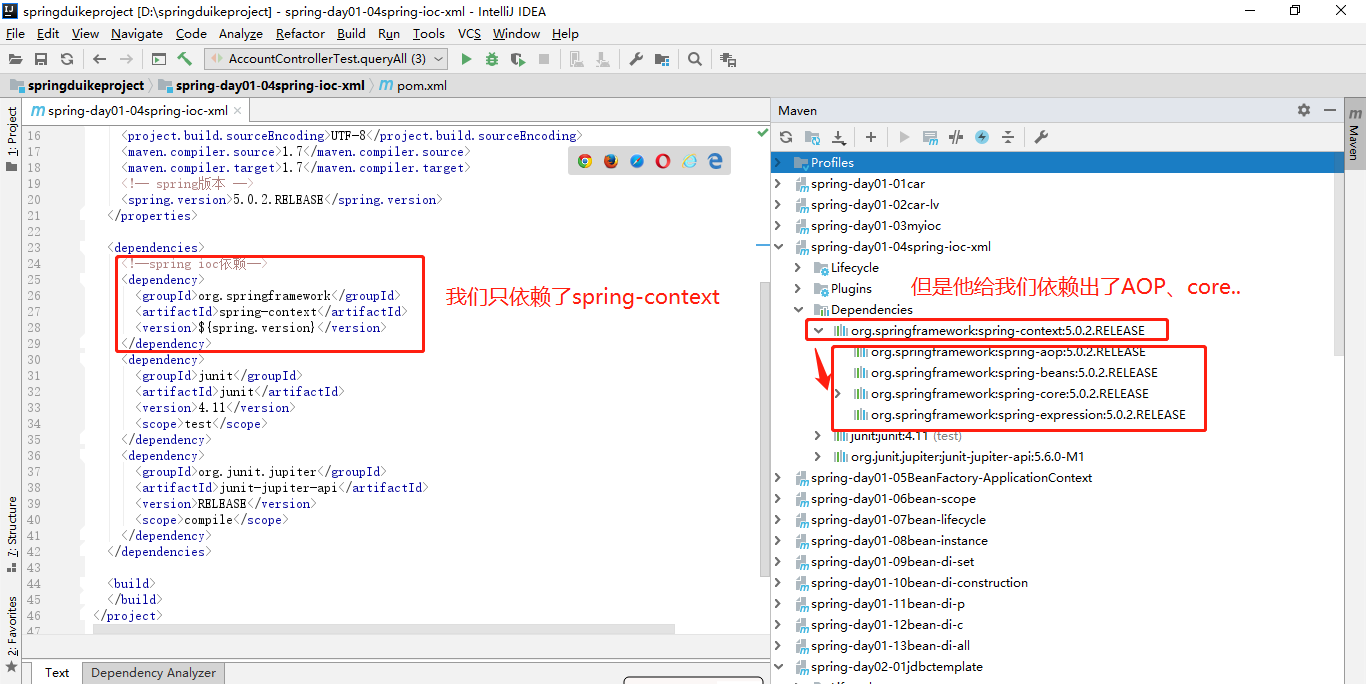 springduikeproject [D:\springduikeproject] - spring-day01-04spring-ioc-xml - IntelliJ IDEA
File Edit View Navigate Code Analyze Refactor Build Run Tools VCS Window Help
AccountControllerTest.queryAll (3)
springduikeproject spring-day01-04spring-ioc-xml m pom.xml
1: Project
7: Structure
2: Favorites
m spring-day01-04spring-ioc-xml
16 <project.build.sourceEncoding>UTF-8</project.build.sourceEncoding>
17 <maven.compiler.source>1.7</maven.compiler.source>
18 <maven.compiler.target>1.7</maven.compiler.target>
19 <!-- spring版本 -->
20 <spring.version>5.0.2.RELEASE</spring.version>
21 </properties>
22
23 <dependencies>
24 <!--spring ioc依赖-->
25 <dependency>
26 <groupId>org.springframework</groupId>
27 <artifactId>spring-context</artifactId>
28 <version>${spring.version}</version>
29 </dependency>
30 <dependency>
31 <groupId>junit</groupId>
32 <artifactId>junit</artifactId>
33 <version>4.11</version>
34 <scope>test</scope>
35 </dependency>
36 <dependency>
37 <groupId>org.junit.jupiter</groupId>
38 <artifactId>junit-jupiter-api</artifactId>
39 <version>RELEASE</version>
40 <scope>compile</scope>
41 </dependency>
42 </dependencies>
43
44 <build>
45 </build>
46 </project>
47
我们只依赖了spring-context
Text Dependency Analyzer
Maven
Profiles
spring-day01-01car
spring-day01-02car-lv
spring-day01-03myioc
spring-day01-04spring-ioc-xml
Lifecycle
Plugins
但是他给我们依赖出了AOP、core..
Dependencies
org.springframework:spring-context:5.0.2.RELEASE
org.springframework:spring-aop:5.0.2.RELEASE
org.springframework:spring-beans:5.0.2.RELEASE
org.springframework:spring-core:5.0.2.RELEASE
org.springframework:spring-expression:5.0.2.RELEASE
junit:junit:4.11 (test)
org.junit.jupiter:junit-jupiter-api:5.6.0-M1
spring-day01-05BeanFactory-ApplicationContext
spring-day01-06bean-scope
spring-day01-07bean-lifecycle
spring-day01-08bean-instance
spring-day01-09bean-di-set
spring-day01-10bean-di-construction
spring-day01-11bean-di-p
spring-day01-12bean-di-c
spring-day01-13bean-di-all
spring-day02-01jdbctemplate
m Maven